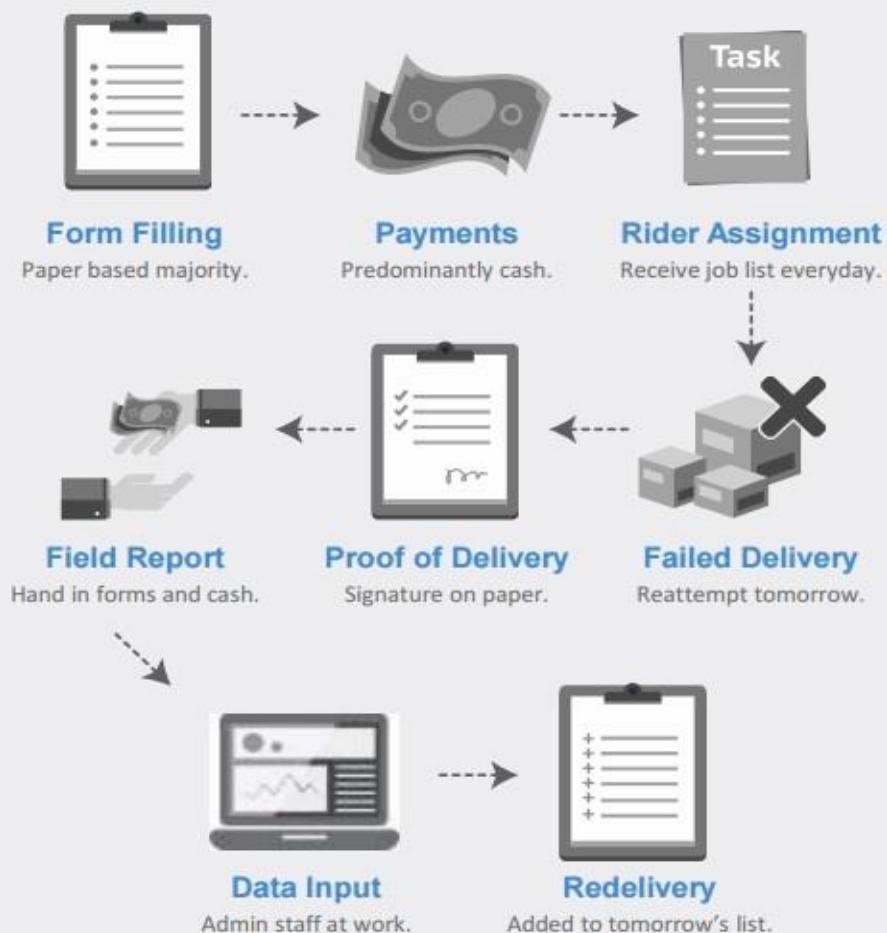 Task
Form Filling
Paper based majority.
Payments
Predominantly cash.
Rider Assignment
Receive job list everyday.
Field Report
Hand in forms and cash.
Proof of Delivery
Signature on paper.
Failed Delivery
Reattempt tomorrow.
Data Input
Admin staff at work.
Redelivery
Added to tomorrow's list.